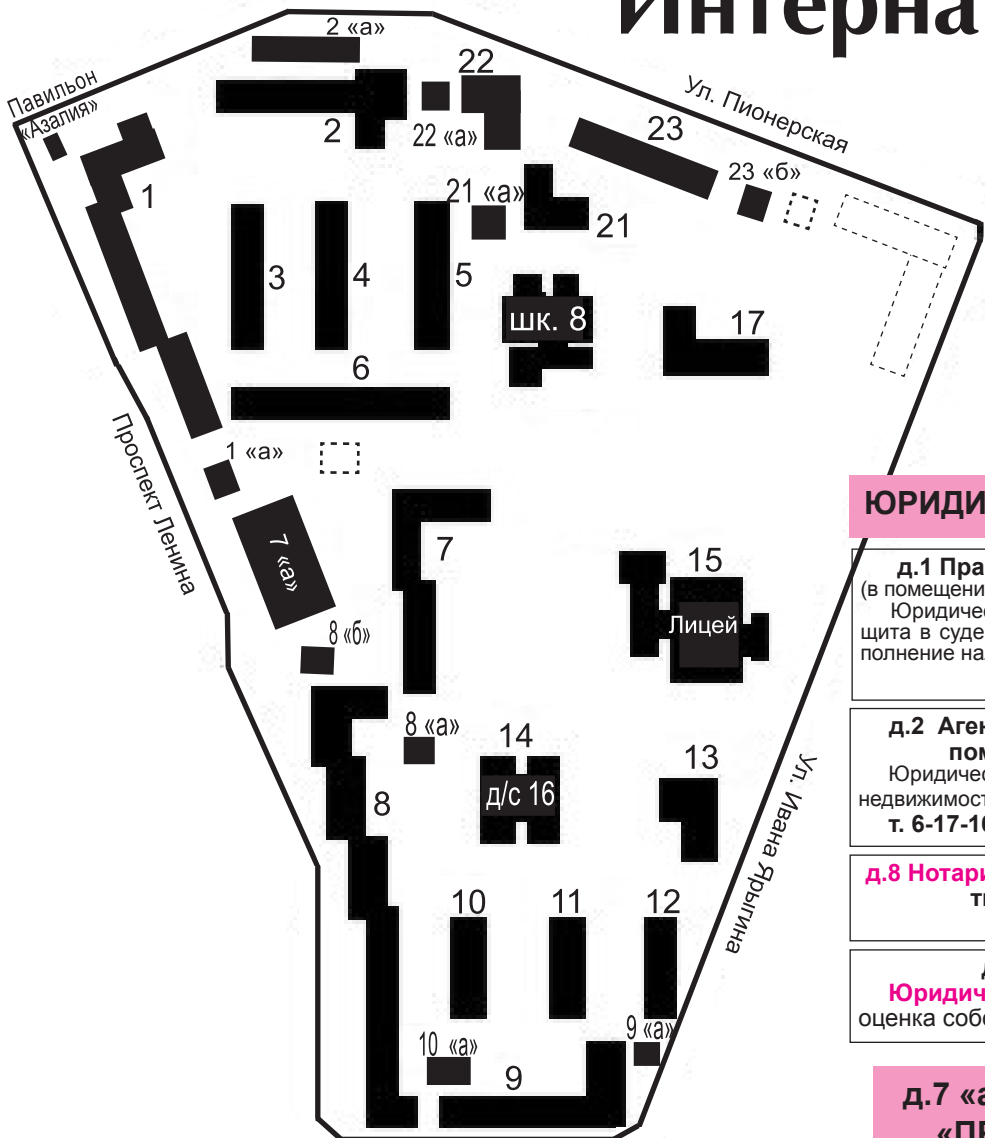 Интерна
2 «а»
22
Ул. Пионерская
Павильон
«Азалия»
2
22 «а»
23
23 «б»
1
21 «а»
21
3
4
5
шк. 8
17
6
Проспект Ленина
1 «а»
7 «а»
7
15
Лицей
8 «б»
8 «а»
14
д/с 16
13
8
Ул. Ивана Ярыгина
10
11
12
10 «а»
9
9 «а»
ЮРИДИ
д.1 Пра
(в помещени
Юридичес
щита в суде
полнение на
д.2 Аген
пом
Юридичес
недвижимост
т. 6-17-10
д.8 Нотари
т
Юридич
оценка собс
д.7 «а
«ПР